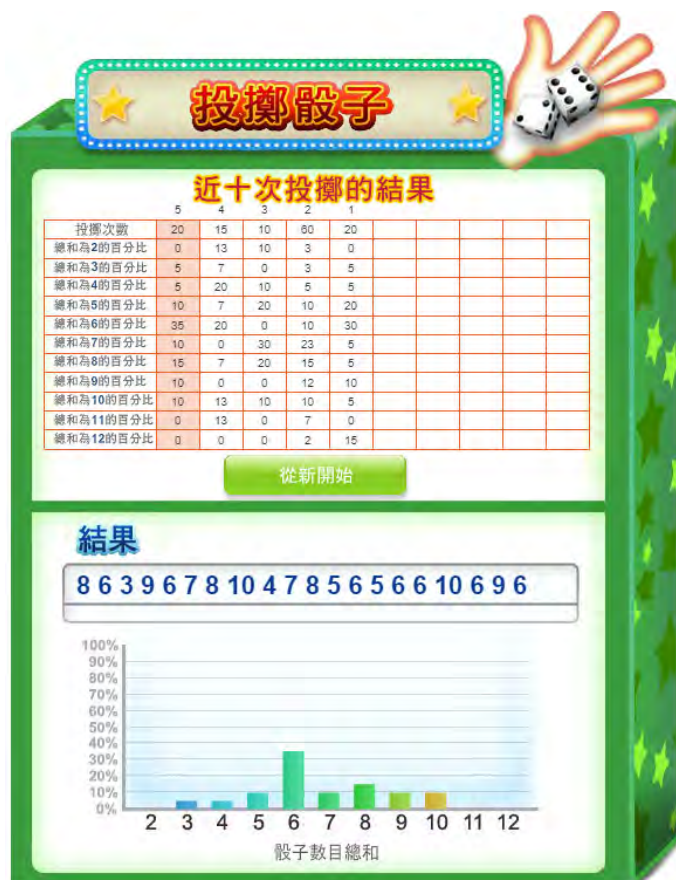 投擲骰子
近十次投擲的結果
5 4 3 2 1
投擲次數 20 15 10 60 20
總和為2的百分比 0 13 10 3 0
總和為3的百分比 5 7 0 3 5
總和為4的百分比 5 20 10 5 5
總和為5的百分比 10 7 20 10 20
總和為6的百分比 35 20 0 10 30
總和為7的百分比 10 0 30 23 5
總和為8的百分比 15 7 20 15 5
總和為9的百分比 10 0 0 12 10
總和為10的百分比 10 13 10 10 5
總和為11的百分比 0 13 0 7 0
總和為12的百分比 0 0 0 2 15
從新開始
結果
8 6 3 9 6 7 8 10 4 7 8 5 6 5 6 6 10 6 9 6
100%
90%
80%
70%
60%
50%
40%
30%
20%
10%
0%
2 3 4 5 6 7 8 9 10 11 12
骰子數目總和